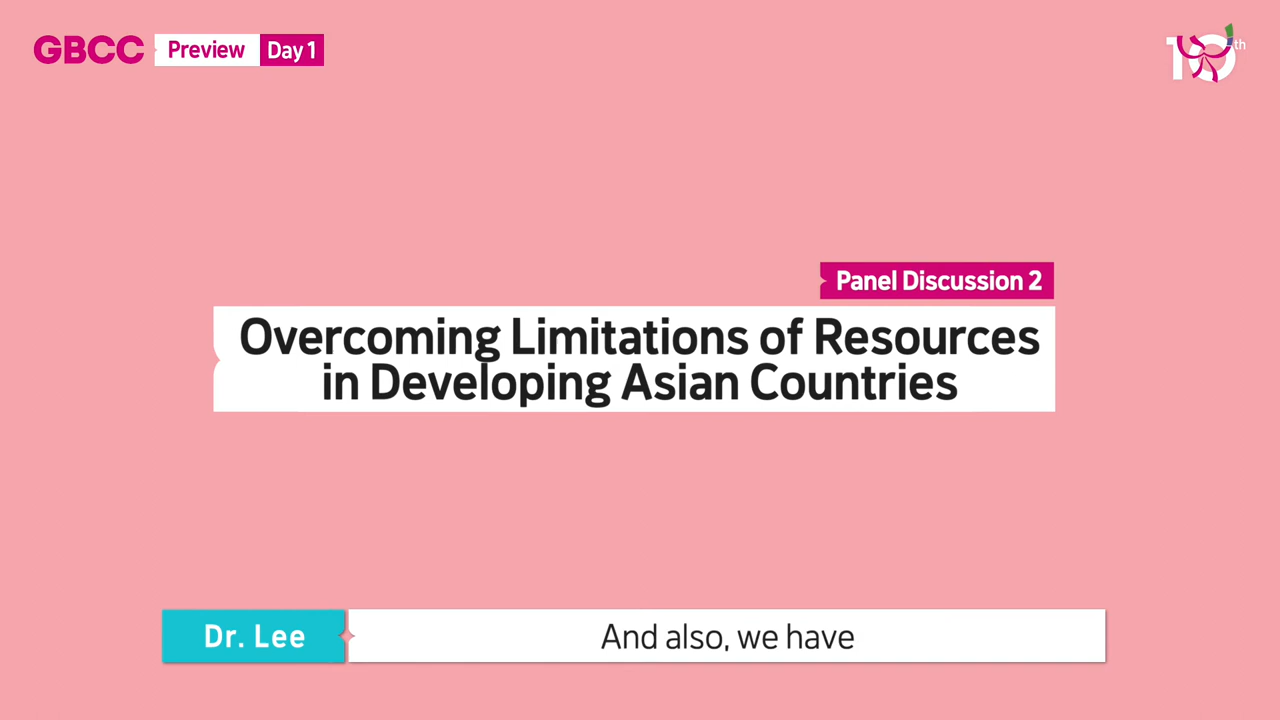 GBCC Preview Day 1
10th
Panel Discussion 2
Overcoming Limitations of Resources
in Developing Asian Countries
Dr. Lee And also, we have